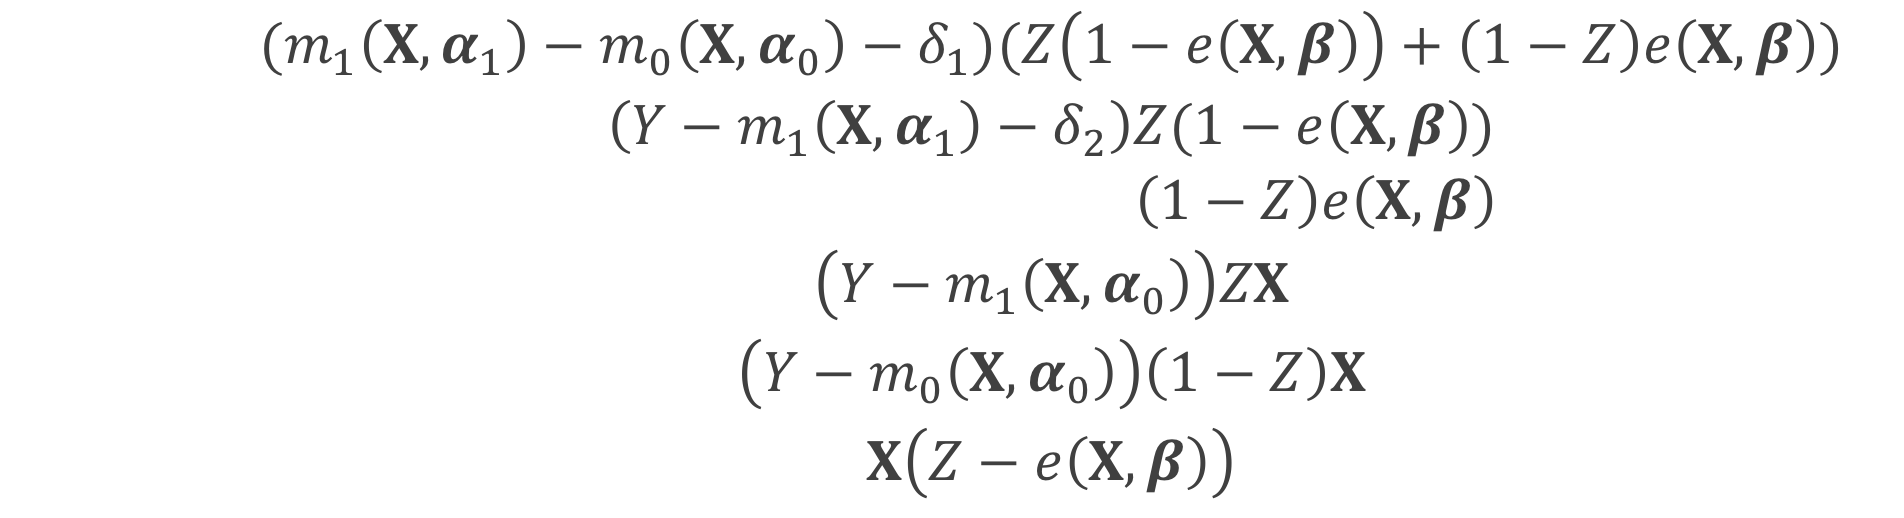 (m₁(X, α₁) − m₀(X, α₀) − δ₁)(Z(1 − e(X, β)) + (1 − Z)e(X, β))
(Y − m₁(X, α₁) − δ₂)Z(1 − e(X, β))
(1 − Z)e(X, β)
(Y − m₁(X, α₀))ZX
(Y − m₀(X, α₀))(1 − Z)X
X(Z − e(X, β))